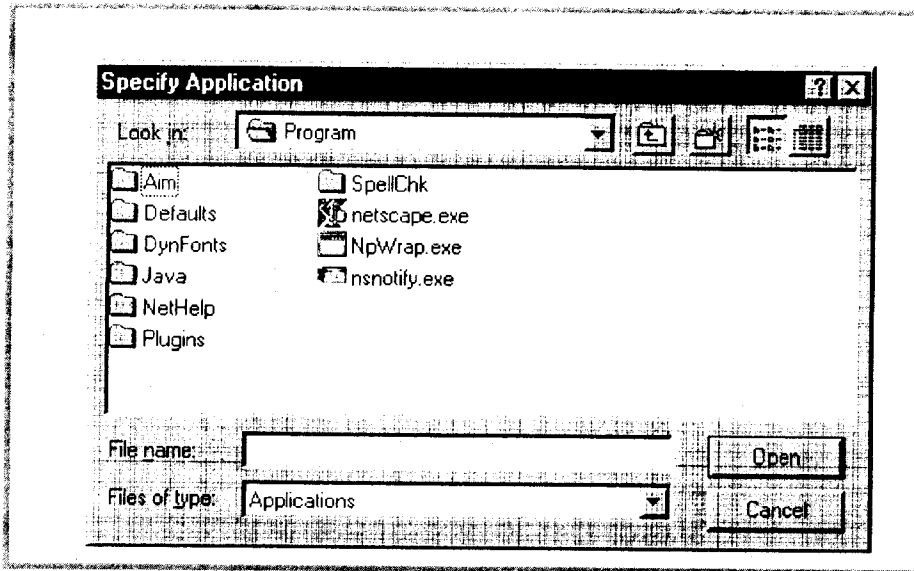 Specify Application
Look in: Program
Aim
Defaults
DynFonts
Java
NetHelp
Plugins
SpellChk
netscape.exe
NpWrap.exe
nsnotify.exe
File name:
Open
Files of type: Applications
Cancel